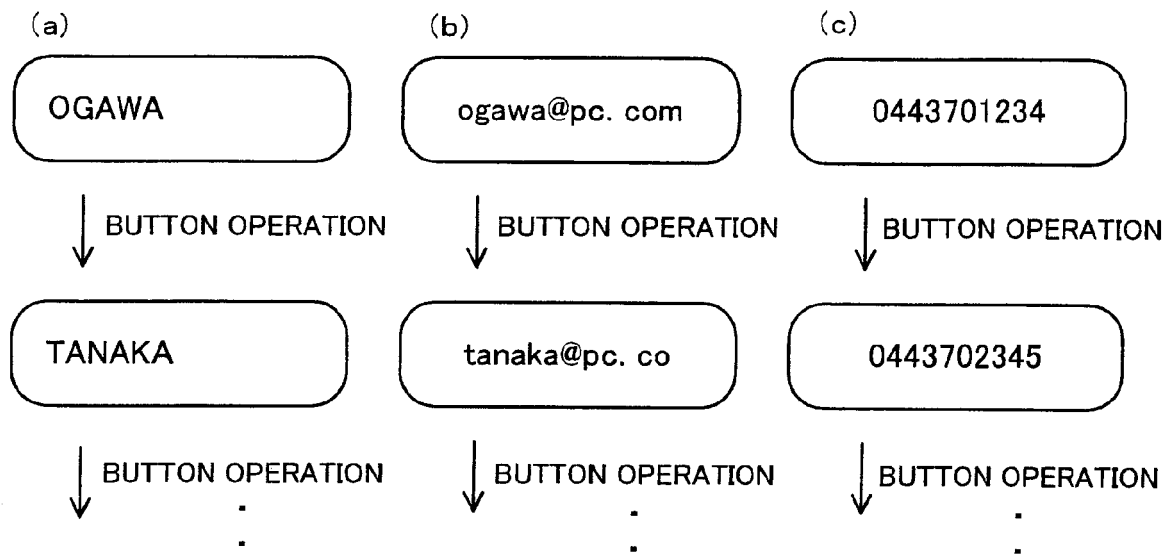 (a) (b) (c)
OGAWA ogawa@pc. com 0443701234
BUTTON OPERATION BUTTON OPERATION BUTTON OPERATION
TANAKA tanaka@pc. co 0443702345
BUTTON OPERATION BUTTON OPERATION BUTTON OPERATION